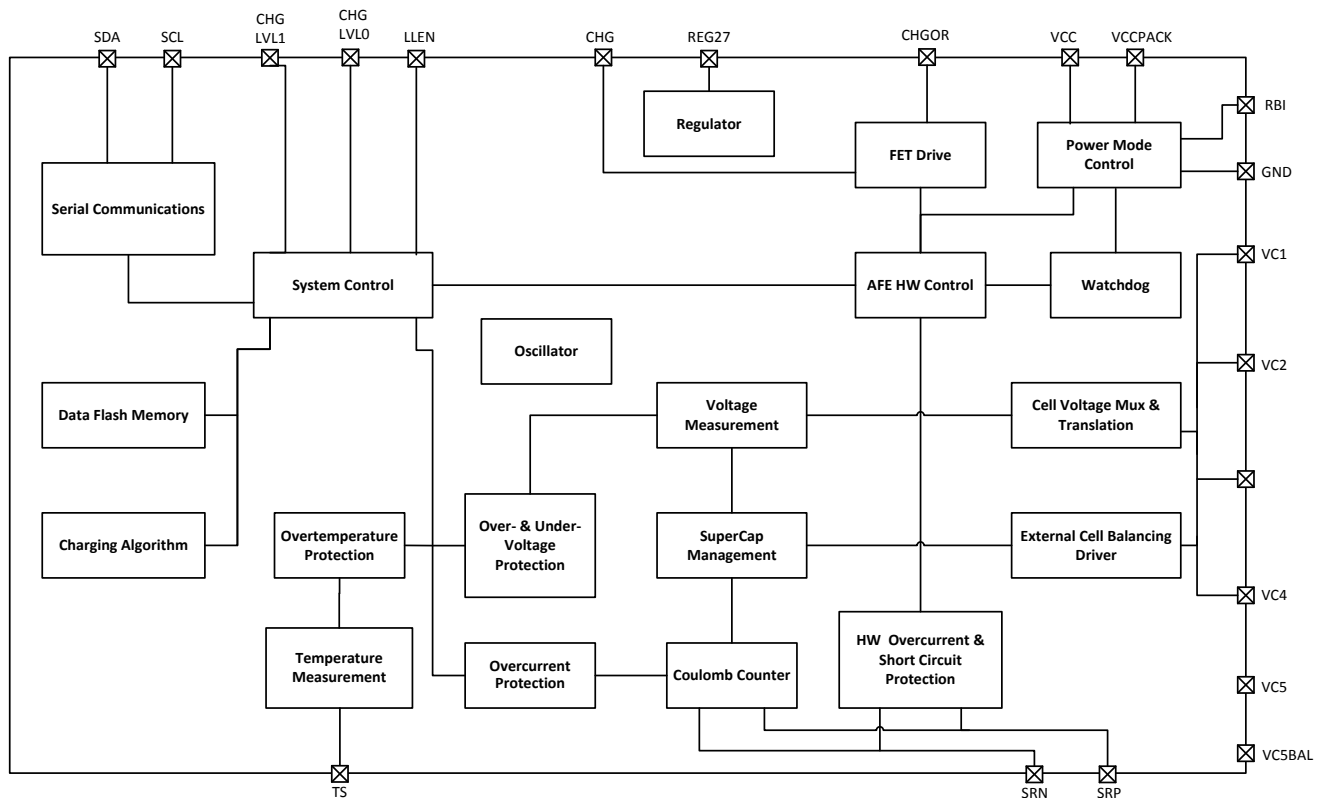 SDA
SCL
CHG
LVL1
CHG
LVL0
LLEN
CHG
REG27
CHGOR
VCC
VCCPACK
RBI
Regulator
FET Drive
Power Mode
Control
GND
Serial Communications
VC1
System Control
AFE HW Control
Watchdog
Oscillator
VC2
Data Flash Memory
Voltage
Measurement
Cell Voltage Mux &
Translation
Charging Algorithm
Overtemperature
Protection
Over- & Under-
Voltage
Protection
SuperCap
Management
External Cell Balancing
Driver
VC4
Temperature
Measurement
Overcurrent
Protection
Coulomb Counter
HW Overcurrent &
Short Circuit
Protection
VC5
VC5BAL
TS
SRN
SRP